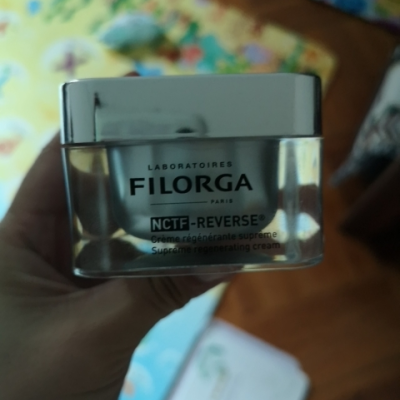 LABORATOIRES
FILORGA
PARIS
NCTF-REVERSE®
Crème régénérante suprême
Supreme regenerating cream